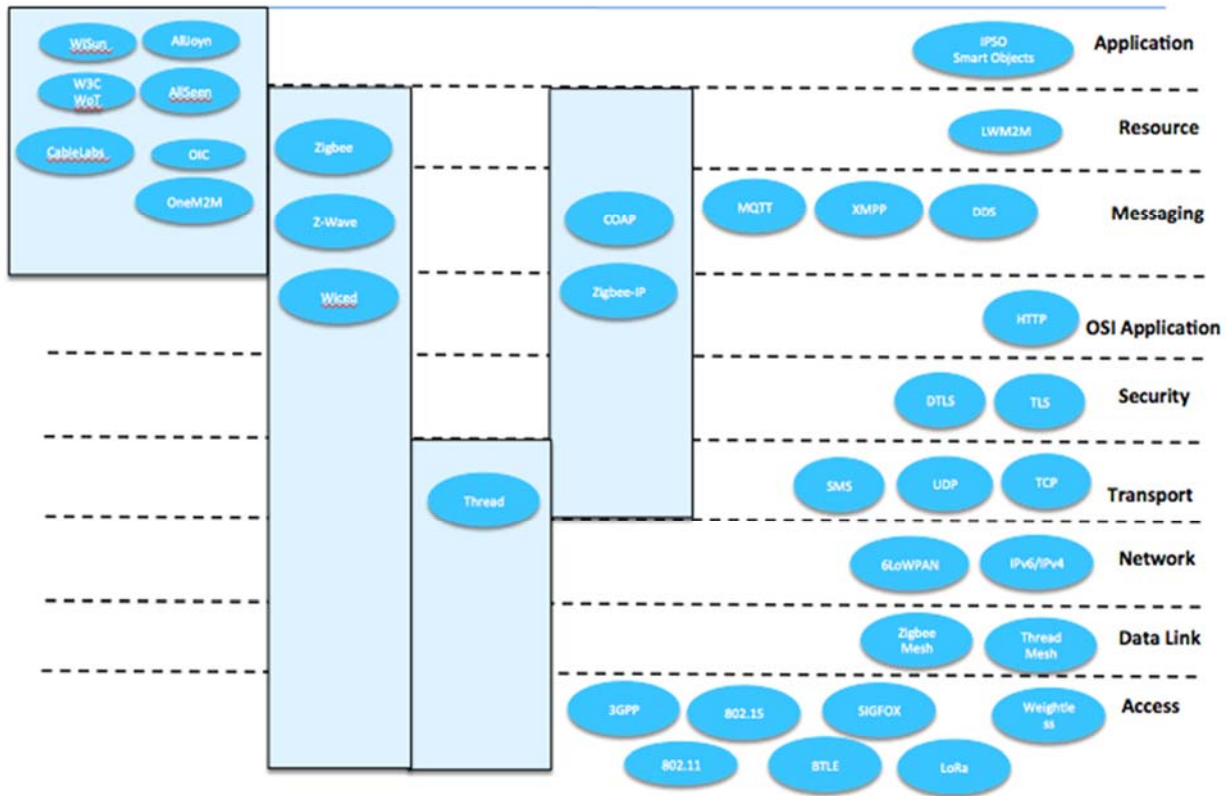 WiSun
AllJoyn
IPSO
Smart Objects
Application
W3C
WoT
AllSeen
CableLabs
OIC
OneM2M
Zigbee
LWM2M
Resource
Z-Wave
COAP
MQTT
XMPP
DDS
Messaging
Wiced
Zigbee-IP
HTTP
OSI Application
DTLS
TLS
Security
Thread
SMS
UDP
TCP
Transport
6LoWPAN
IPv6/IPv4
Network
Zigbee
Mesh
Thread
Mesh
Data Link
3GPP
802.15
SIGFOX
Weightle
ss
Access
802.11
BTLE
LoRa